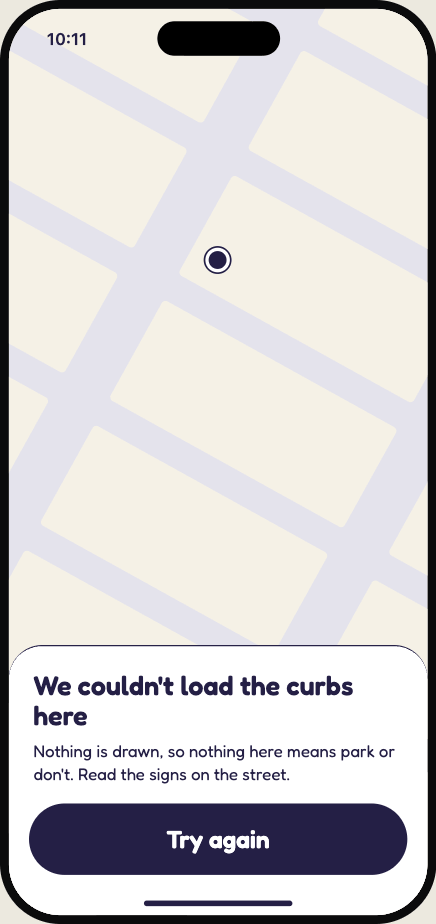 10:11
We couldn't load the curbs
here
Nothing is drawn, so nothing here means park or
don't. Read the signs on the street.
Try again